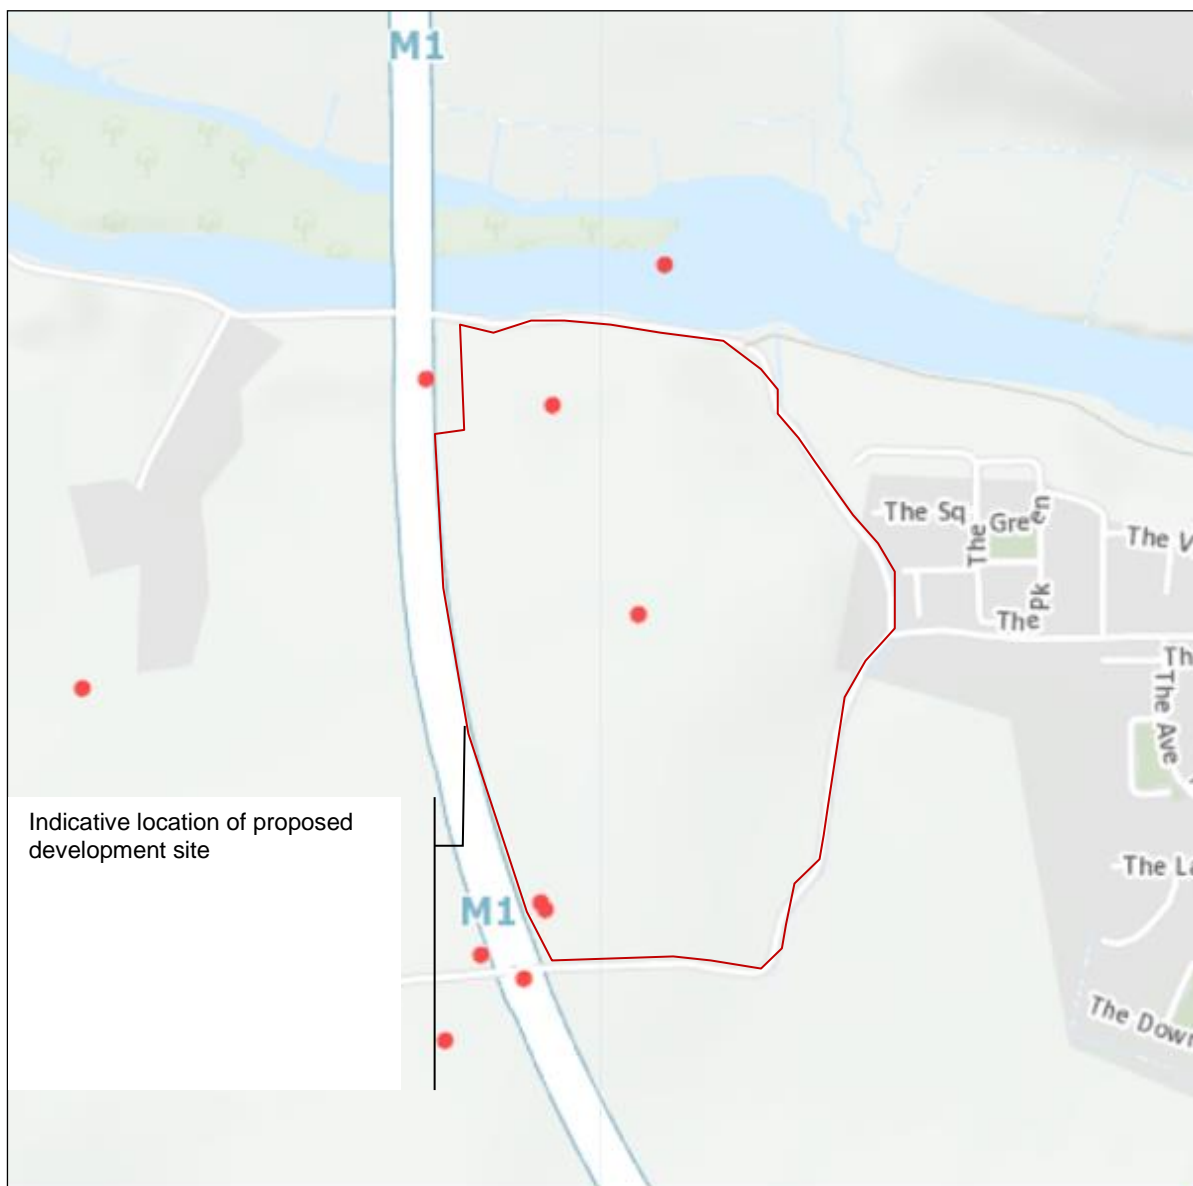 M1
The Sq
The
Green
The V
The
Pk
Th
The Ave
Indicative location of proposed
development site
The La
M1
The Down